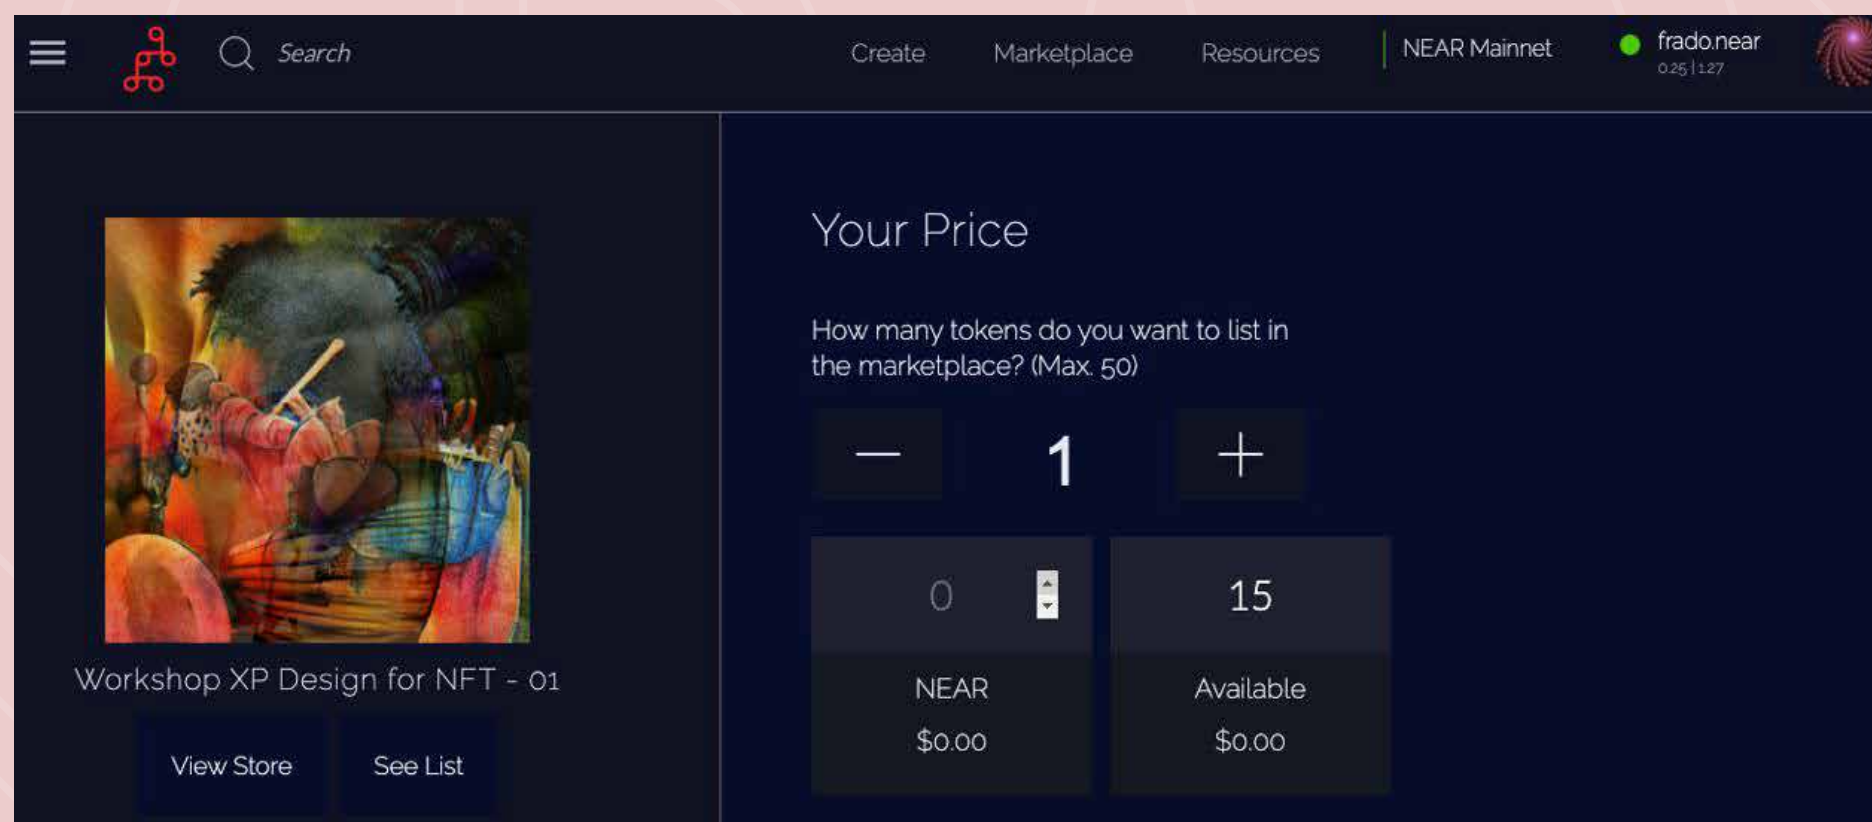 Search
Create
Marketplace
Resources
NEAR Mainnet
frado.near
0.25 | 1.27
Your Price
How many tokens do you want to list in
the marketplace? (Max. 50)
1
0
15
NEAR
Available
$0.00
$0.00
Workshop XP Design for NFT - 01
View Store
See List